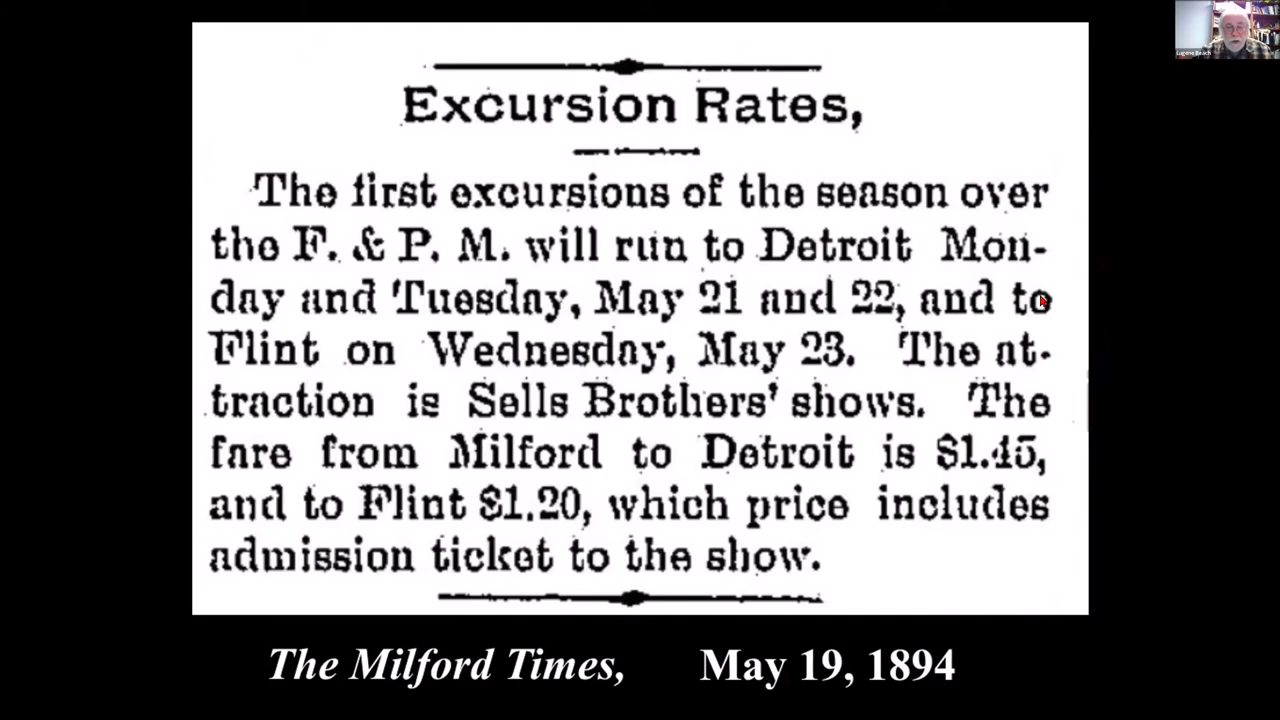 Excursion Rates,
The first excursions of the season over
the F. & P. M. will run to Detroit Mon-
day and Tuesday, May 21 and 22, and to
Flint on Wednesday, May 23. The at-
traction is Sells Brothers' shows. The
fare from Milford to Detroit is $1.45,
and to Flint $1.20, which price includes
admission ticket to the show.
The Milford Times, May 19, 1894
Eugene Beach